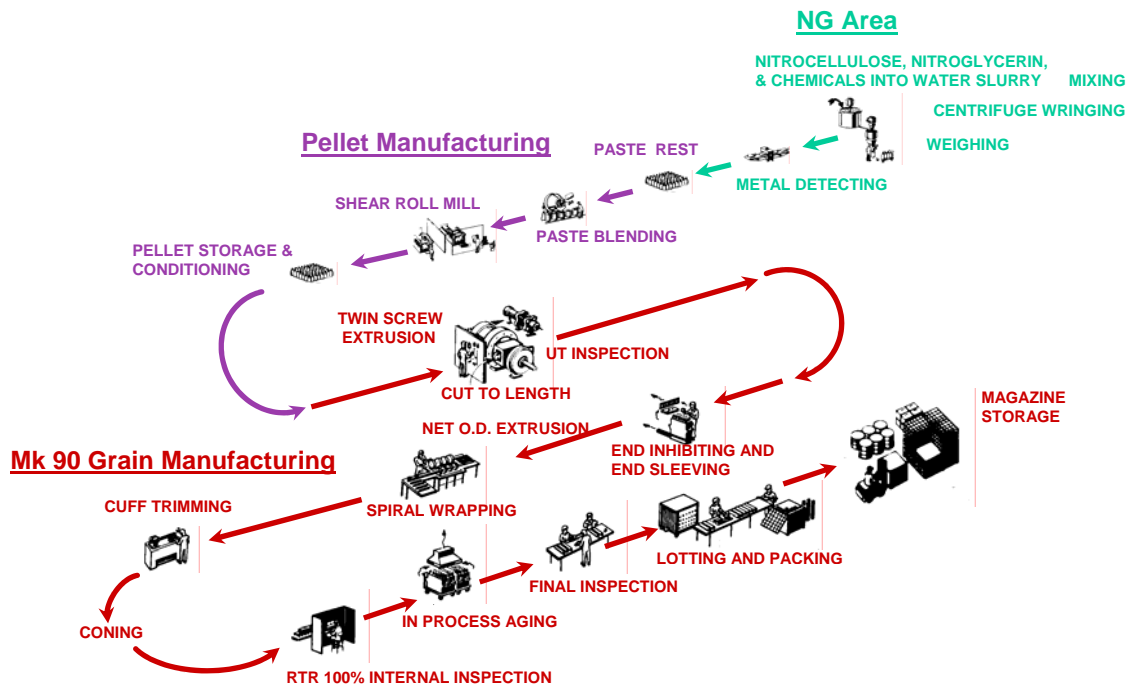 NG Area
NITROCELLULOSE, NITROGLYCERIN,
& CHEMICALS INTO WATER SLURRY MIXING
CENTRIFUGE WRINGING
WEIGHING
METAL DETECTING
Pellet Manufacturing
PASTE REST
PASTE BLENDING
SHEAR ROLL MILL
PELLET STORAGE &
CONDITIONING
TWIN SCREW
EXTRUSION
UT INSPECTION
CUT TO LENGTH
NET O.D. EXTRUSION
END INHIBITING AND
END SLEEVING
MAGAZINE
STORAGE
Mk 90 Grain Manufacturing
SPIRAL WRAPPING
CUFF TRIMMING
CONING
RTR 100% INTERNAL INSPECTION
IN PROCESS AGING
FINAL INSPECTION
LOTTING AND PACKING